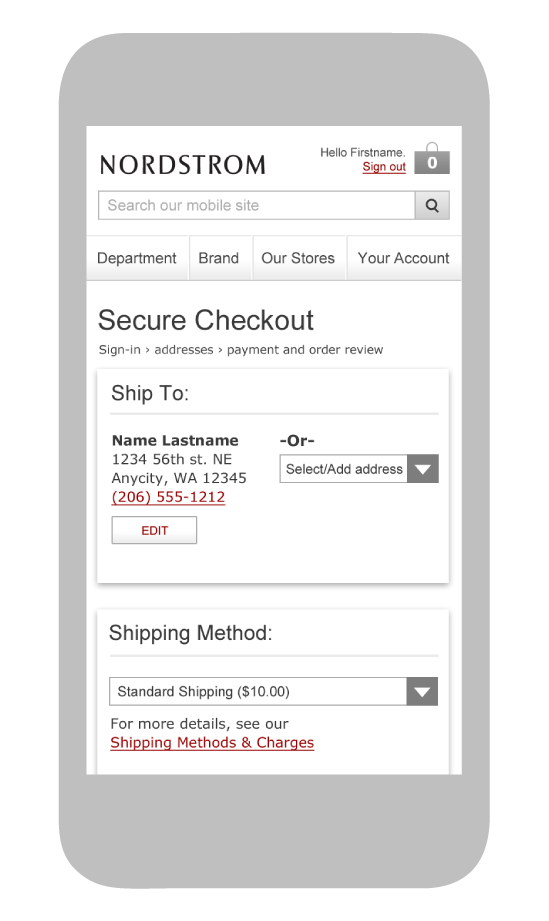 NORDSTROM
Hello Firstname.
Sign out
0
Search our mobile site
Department Brand Our Stores Your Account
Secure Checkout
Sign-in › addresses › payment and order review
Ship To:
Name Lastname
1234 56th st. NE
Anycity, WA 12345
(206) 555-1212
EDIT
-Or-
Select/Add address
Shipping Method:
Standard Shipping ($10.00)
For more details, see our
Shipping Methods & Charges